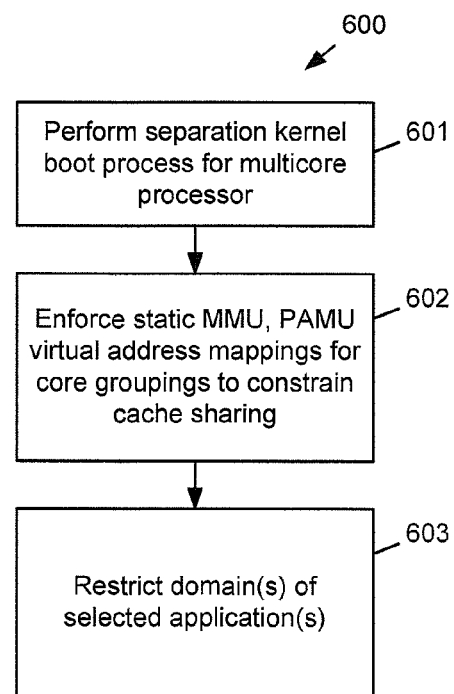 600
Perform separation kernel
boot process for multicore
processor
601
Enforce static MMU, PAMU
virtual address mappings for
core groupings to constrain
cache sharing
602
Restrict domain(s) of
selected application(s)
603